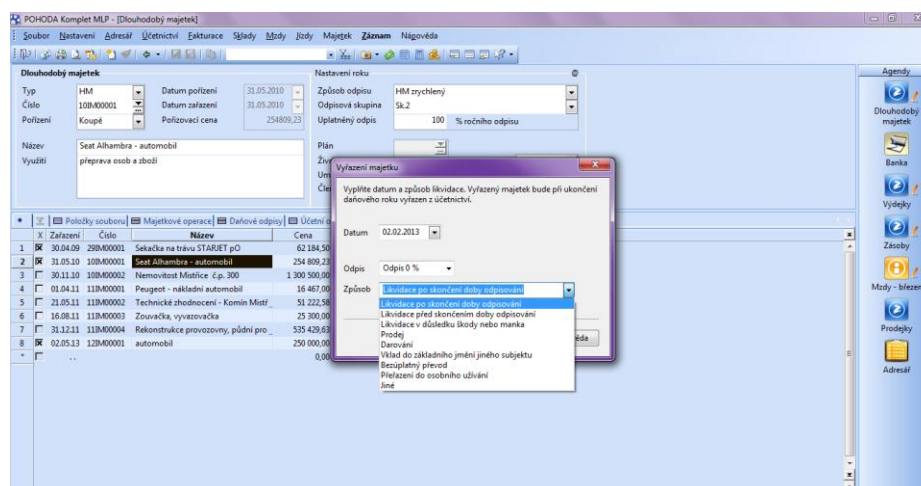 POHODA Komplet MLP - [Dlouhodobý majetek]
Soubor Nastavení Adresář Účetnictví Fakturace Sklady Mzdy Jízdy Majetek Záznam Nápověda
Dlouhodobý majetek
Nastavení roku
Agendy
Typ HM Datum pořízení 31.05.2010 Způsob odpisu HM zrychlený
Číslo 10IM00001 Datum zařazení 31.05.2010 Odpisová skupina Sk.2
Pořízení Koupě Pořizovací cena 254809,23 Uplatněný odpis 100 % ročního odpisu
Dlouhodobý majetek
Název Seat Alhambra - automobil Plán
Využití přeprava osob a zboží
Banka
Vyřazení majetku
Vyplňte datum a způsob likvidace. Vyřazený majetek bude při ukončení
daňového roku vyřazen z účetnictví.
Datum 02.02.2013
Odpis Odpis 0 %
Způsob Likvidace po skončení doby odpisování
Likvidace po skončení doby odpisování
Likvidace před skončením doby odpisování
Likvidace v důsledku škody nebo manka
Prodej
Darování
Vklad do základního jmění jiného subjektu
Bezúplatný převod
Přeřazení do osobního užívání
Jiné
Výdejky
Zásoby
Mzdy - březen
Prodejky
Adresář
Položky souboru Majetkové operace Daňové odpisy Účetní
X Zařazení Číslo Název Cena
1 30.04.09 29IM00001 Sekačka na trávu STARJET pO 62 184,50
2 31.05.10 10IM00001 Seat Alhambra - automobil 254 809,23
3 30.11.10 10IM00002 Nemovitost Mistřice č.p. 300 1 300 500,00
4 01.04.11 11IM00001 Peugeot - nákladní automobil 16 467,00
5 21.05.11 11IM00002 Technické zhodnocení - Komín Mistř_ 51 222,58
6 16.08.11 11IM00003 Zouvačka, vyvazovačka 25 300,00
7 31.12.11 11IM00004 Rekonstrukce provozovny, půdní pro_ 535 429,63
8 02.05.13 12IM00001 automobil 250 000,00
0,00